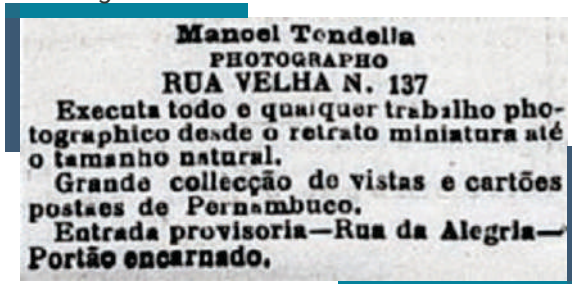 Manoel Tondella
PHOTOGRAPHO
RUA VELHA N. 137
Executa todo e qualquer trabalho pho-
tographico desde o retrato miniatura até
o tamanho natural.
Grande collecção de vistas e cartões
postaes de Pernambuco.
Entrada provisoria—Rua da Alegria—
Portão encarnado.